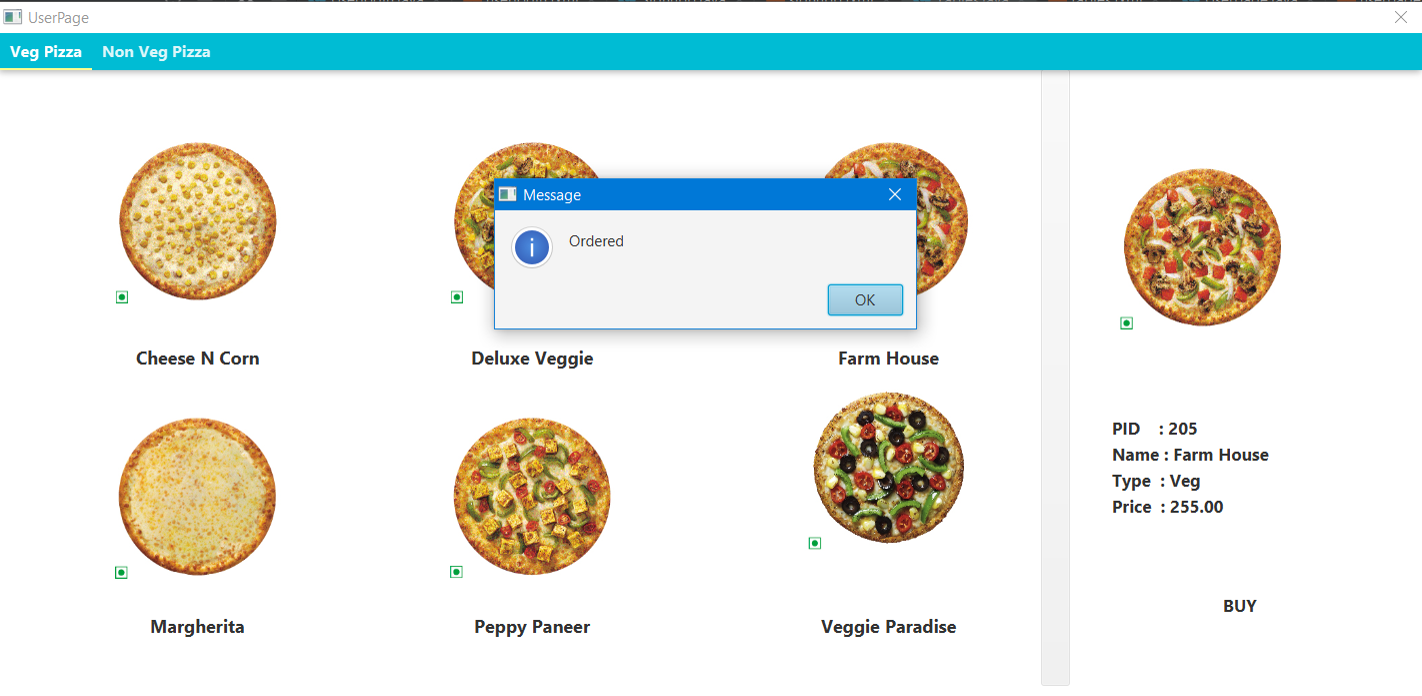 UserPage
Veg Pizza Non Veg Pizza
Message
Ordered
OK
Cheese N Corn
Deluxe Veggie
Farm House
Margherita
Peppy Paneer
Veggie Paradise
PID : 205
Name : Farm House
Type : Veg
Price : 255.00
BUY